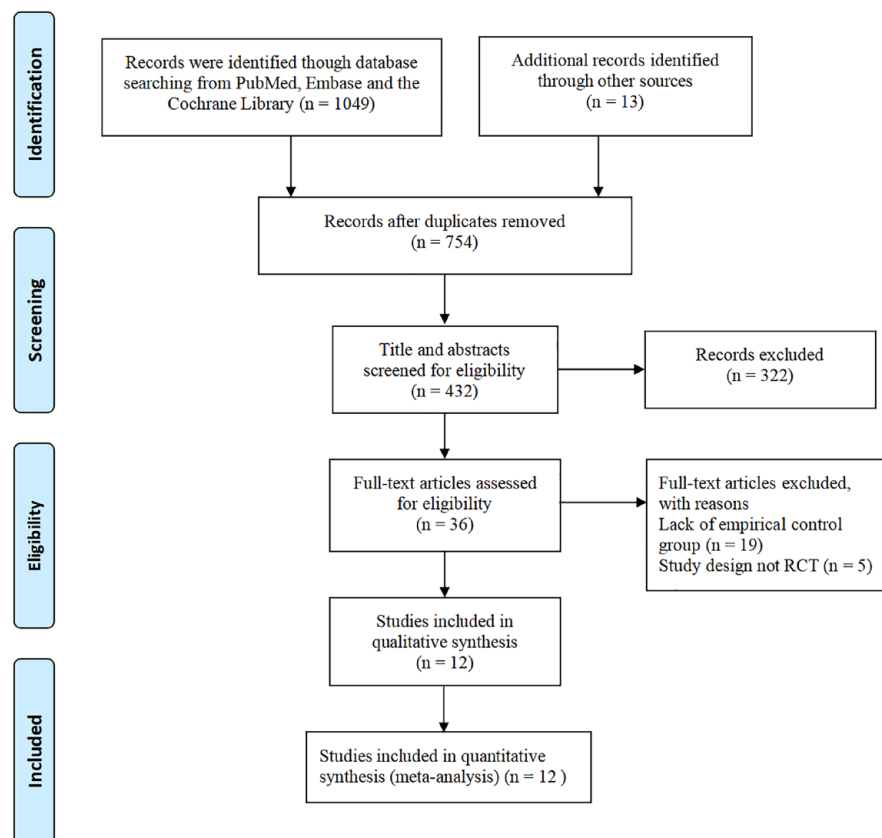 Identification
Records were identified though database
searching from PubMed, Embase and the
Cochrane Library (n = 1049)
Additional records identified
through other sources
(n = 13)
Records after duplicates removed
(n = 754)
Screening
Title and abstracts
screened for eligibility
(n = 432)
Records excluded
(n = 322)
Eligibility
Full-text articles assessed
for eligibility
(n = 36)
Full-text articles excluded,
with reasons
Lack of empirical control
group (n = 19)
Study design not RCT (n = 5)
Studies included in
qualitative synthesis
(n = 12)
Included
Studies included in quantitative
synthesis (meta-analysis) (n = 12 )